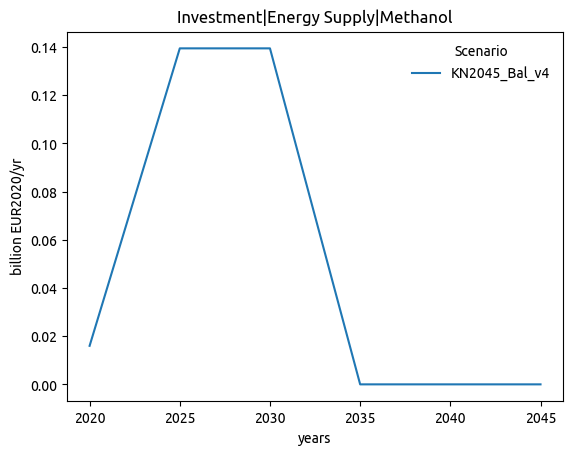 Investment|Energy Supply|Methanol
Scenario
KN2045_Bal_v4
billion EUR2020/yr
0.14
0.12
0.10
0.08
0.06
0.04
0.02
0.00
2020 2025 2030 2035 2040 2045
years